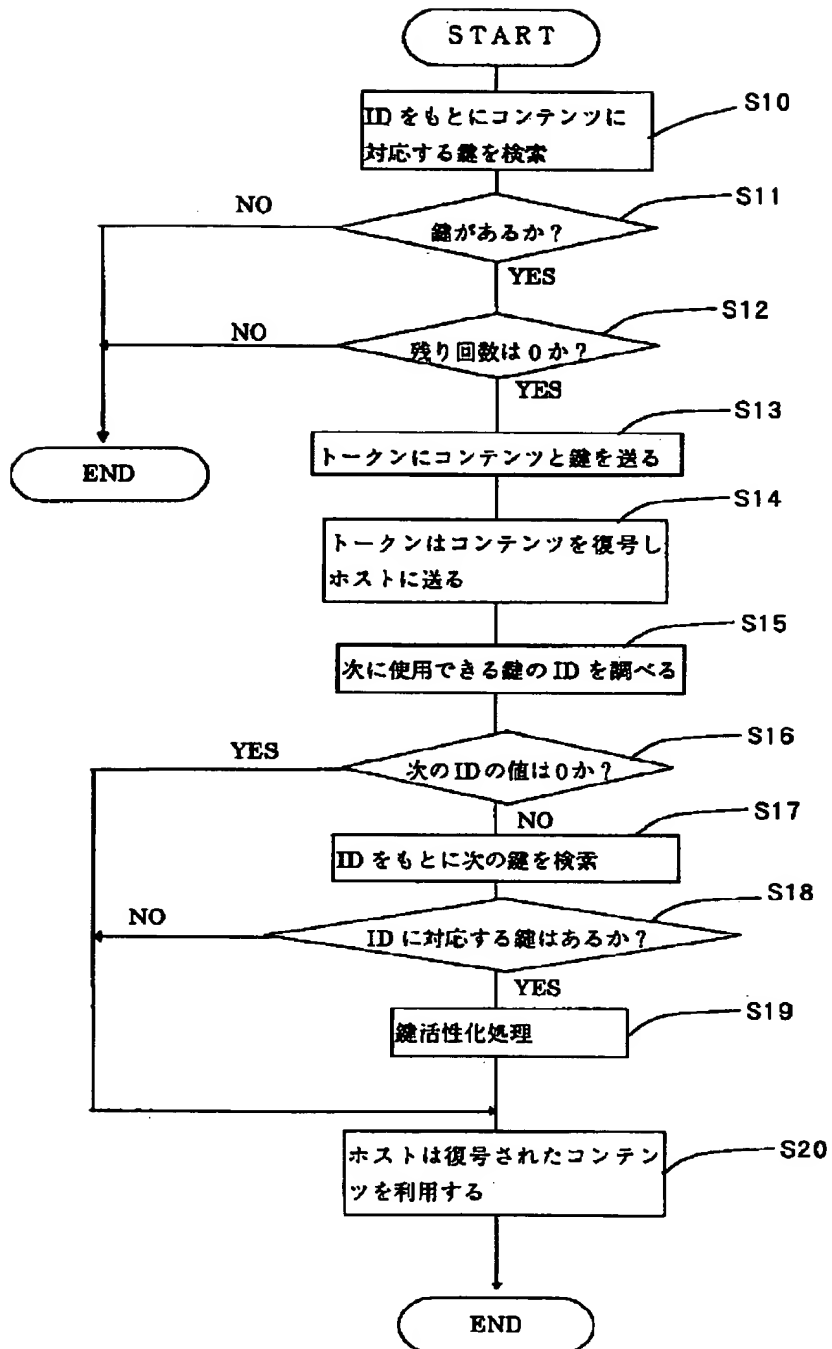 START
IDをもとにコンテンツに
対応する鍵を検索
S10
鍵があるか？
S11
NO
YES
残り回数は0か？
S12
NO
YES
トークンにコンテンツと鍵を送る
S13
END
トークンはコンテンツを復号し
ホストに送る
S14
次に使用できる鍵のIDを調べる
S15
次のIDの値は0か？
S16
YES
NO
IDをもとに次の鍵を検索
S17
IDに対応する鍵はあるか？
S18
NO
YES
鍵活性化処理
S19
ホストは復号されたコンテン
ツを利用する
S20
END